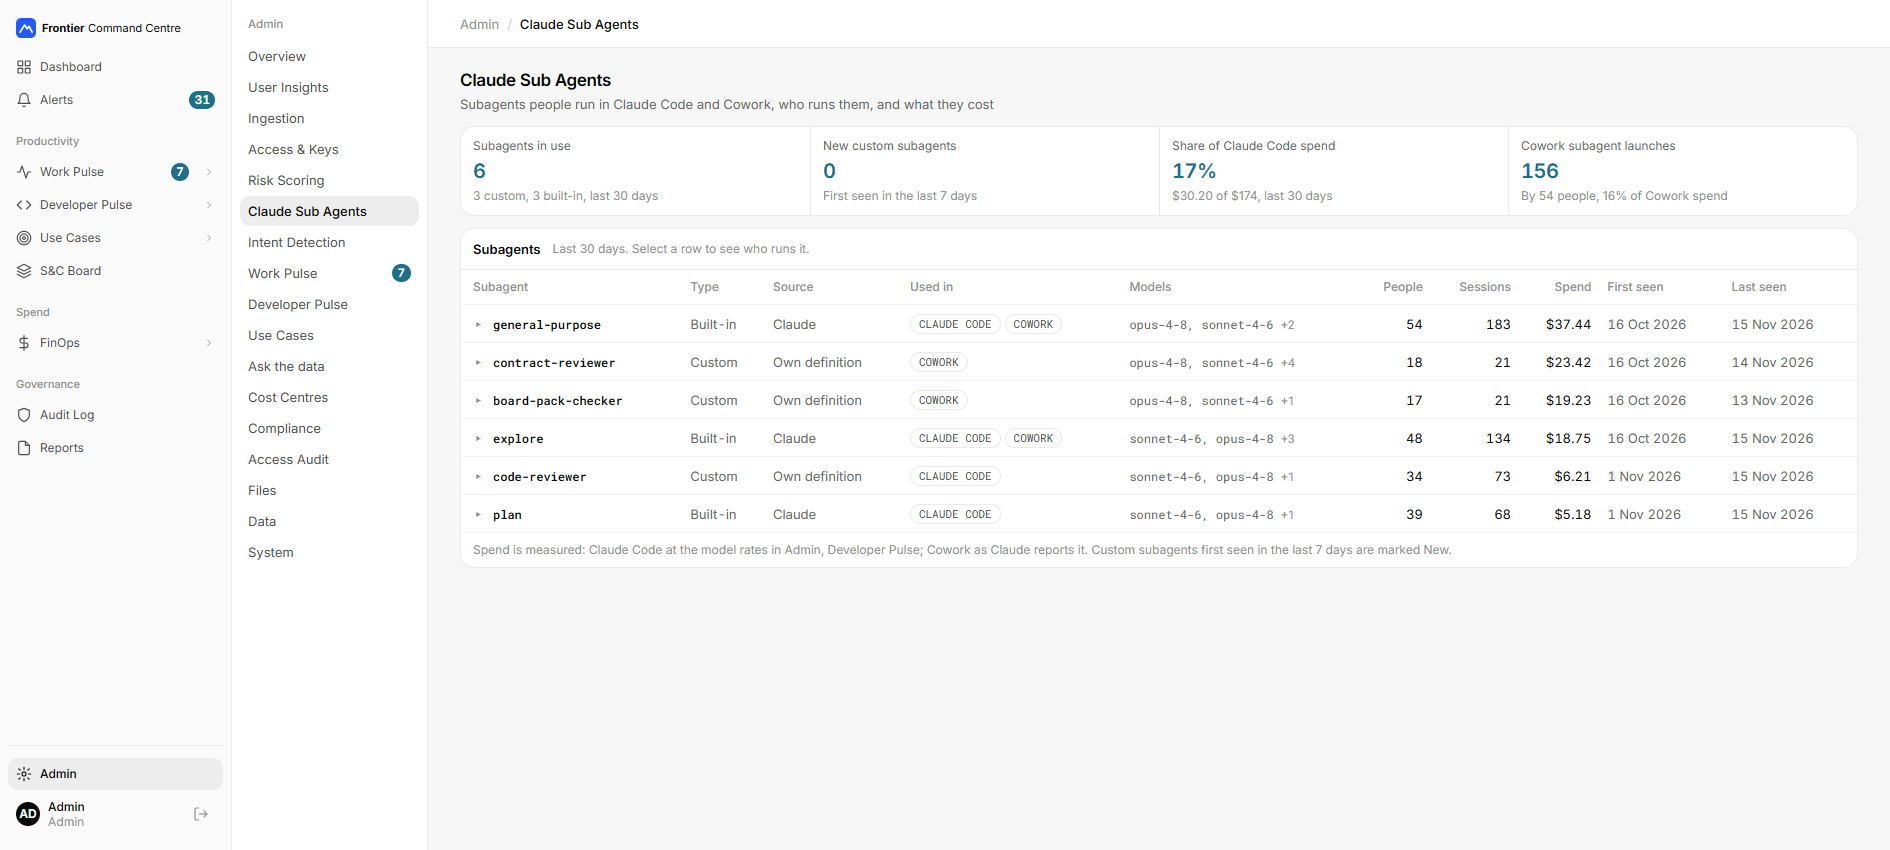 Frontier Command Centre
Dashboard
Alerts 31
Productivity
Work Pulse 7
Developer Pulse
Use Cases
S&C Board
Spend
FinOps
Governance
Audit Log
Reports
Admin
AD Admin
Admin
Admin
Overview
User Insights
Ingestion
Access & Keys
Risk Scoring
Claude Sub Agents
Intent Detection
Work Pulse 7
Developer Pulse
Use Cases
Ask the data
Cost Centres
Compliance
Access Audit
Files
Data
System
Admin / Claude Sub Agents
Claude Sub Agents
Subagents people run in Claude Code and Cowork, who runs them, and what they cost
Subagents in use
6
3 custom, 3 built-in, last 30 days
New custom subagents
0
First seen in the last 7 days
Share of Claude Code spend
17%
$30.20 of $174, last 30 days
Cowork subagent launches
156
By 54 people, 16% of Cowork spend
Subagents Last 30 days. Select a row to see who runs it.
Subagent Type Source Used in Models People Sessions Spend First seen Last seen
general-purpose Built-in Claude CLAUDE CODE COWORK opus-4-8, sonnet-4-6 +2 54 183 $37.44 16 Oct 2026 15 Nov 2026
contract-reviewer Custom Own definition COWORK opus-4-8, sonnet-4-6 +4 18 21 $23.42 16 Oct 2026 14 Nov 2026
board-pack-checker Custom Own definition COWORK opus-4-8, sonnet-4-6 +1 17 21 $19.23 16 Oct 2026 13 Nov 2026
explore Built-in Claude CLAUDE CODE COWORK sonnet-4-6, opus-4-8 +3 48 134 $18.75 16 Oct 2026 15 Nov 2026
code-reviewer Custom Own definition CLAUDE CODE sonnet-4-6, opus-4-8 +1 34 73 $6.21 1 Nov 2026 15 Nov 2026
plan Built-in Claude CLAUDE CODE sonnet-4-6, opus-4-8 +1 39 68 $5.18 1 Nov 2026 15 Nov 2026
Spend is measured: Claude Code at the model rates in Admin, Developer Pulse; Cowork as Claude reports it. Custom subagents first seen in the last 7 days are marked New.